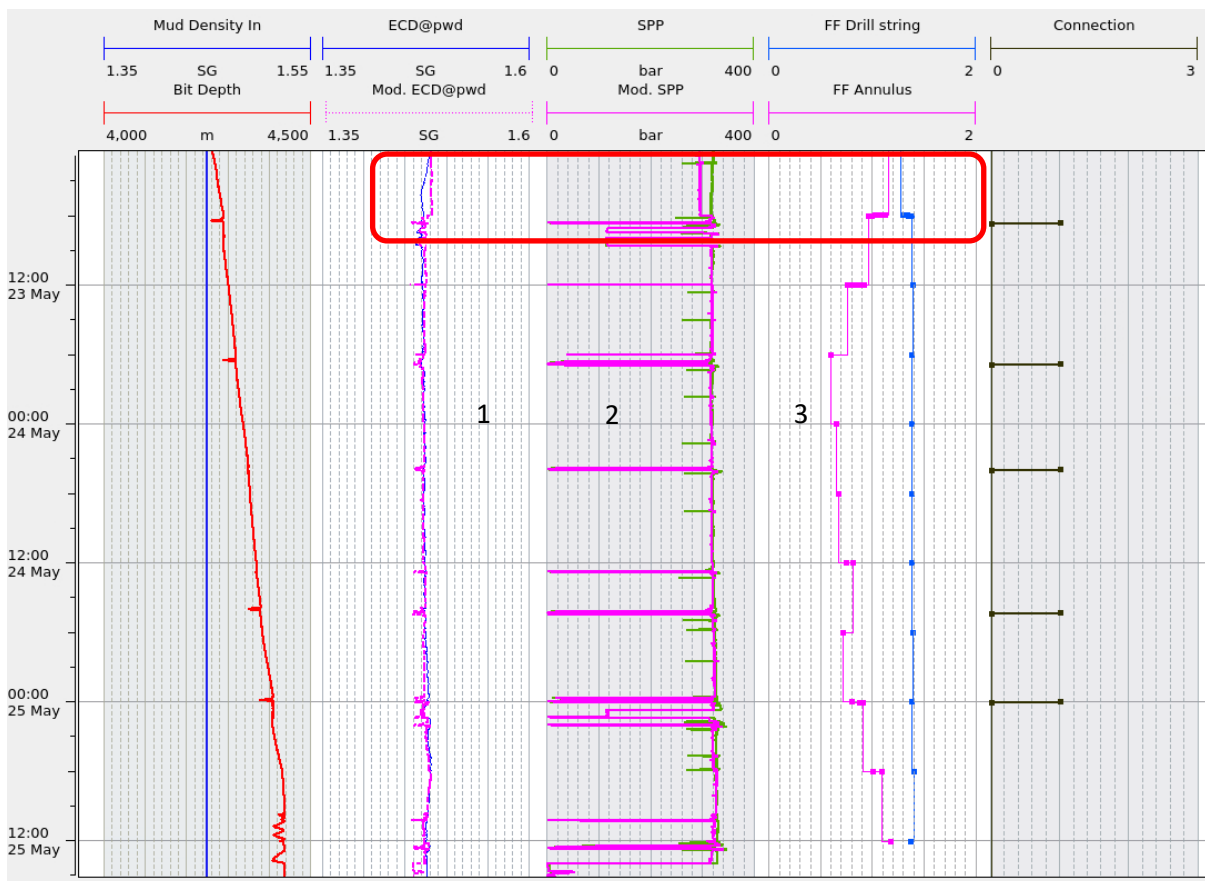 Mud Density In ECD@pwd SPP FF Drill string Connection
1.35 SG 1.55 1.35 SG 1.6 0 bar 400 0 2 0 3
Bit Depth Mod. ECD@pwd Mod. SPP FF Annulus
4,000 m 4,500 1.35 SG 1.6 0 bar 400 0 2
12:00
23 May
1 2 3
00:00
24 May
12:00
24 May
00:00
25 May
12:00
25 May